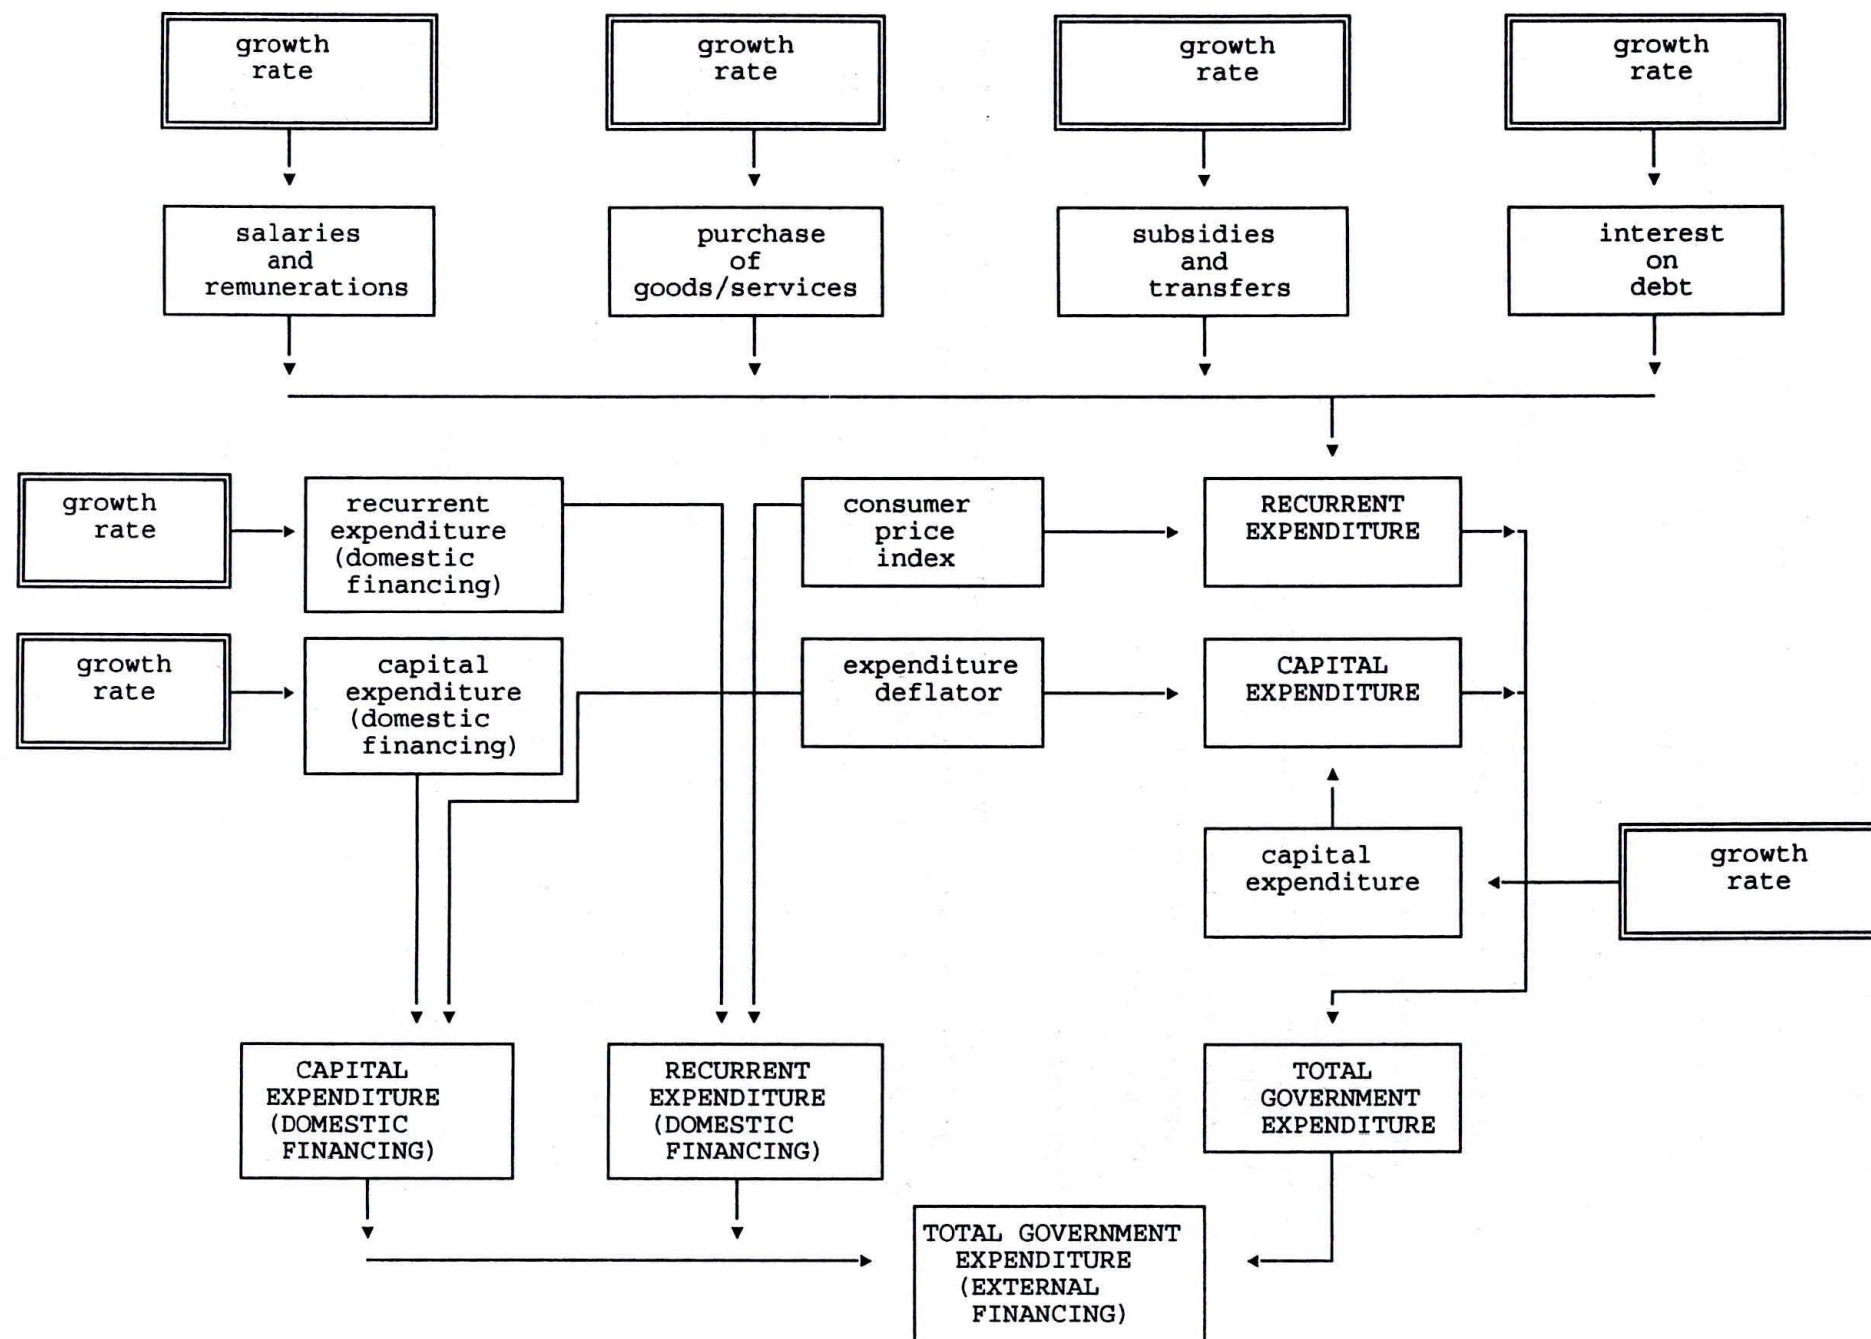 growth
rate
growth
rate
growth
rate
growth
rate
salaries
and
remunerations
purchase
of
goods/services
subsidies
and
transfers
interest
on
debt
growth
rate
recurrent
expenditure
(domestic
financing)
consumer
price
index
RECURRENT
EXPENDITURE
growth
rate
capital
expenditure
(domestic
financing)
expenditure
deflator
CAPITAL
EXPENDITURE
capital
expenditure
growth
rate
CAPITAL
EXPENDITURE
(DOMESTIC
FINANCING)
RECURRENT
EXPENDITURE
(DOMESTIC
FINANCING)
TOTAL
GOVERNMENT
EXPENDITURE
TOTAL GOVERNMENT
EXPENDITURE
(EXTERNAL
FINANCING)